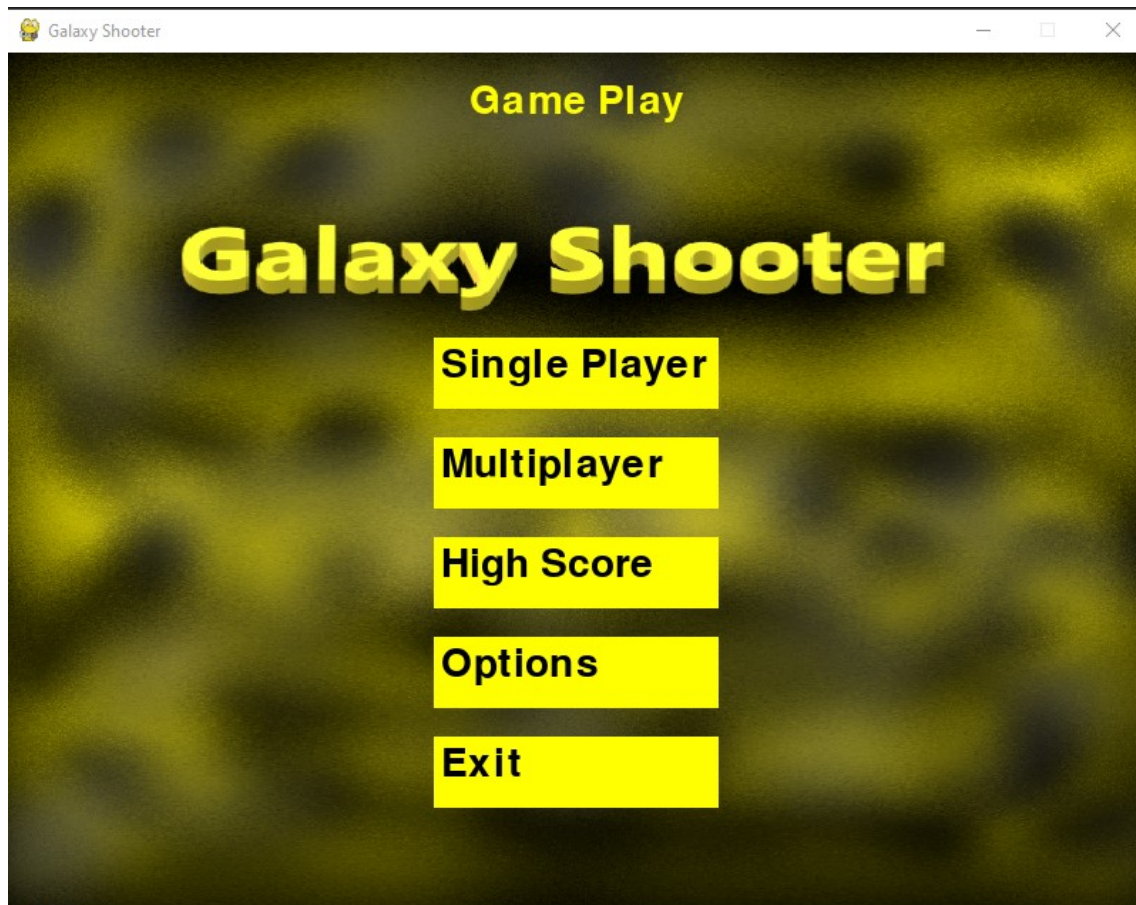 Galaxy Shooter
Game Play
Galaxy Shooter
Single Player
Multiplayer
High Score
Options
Exit